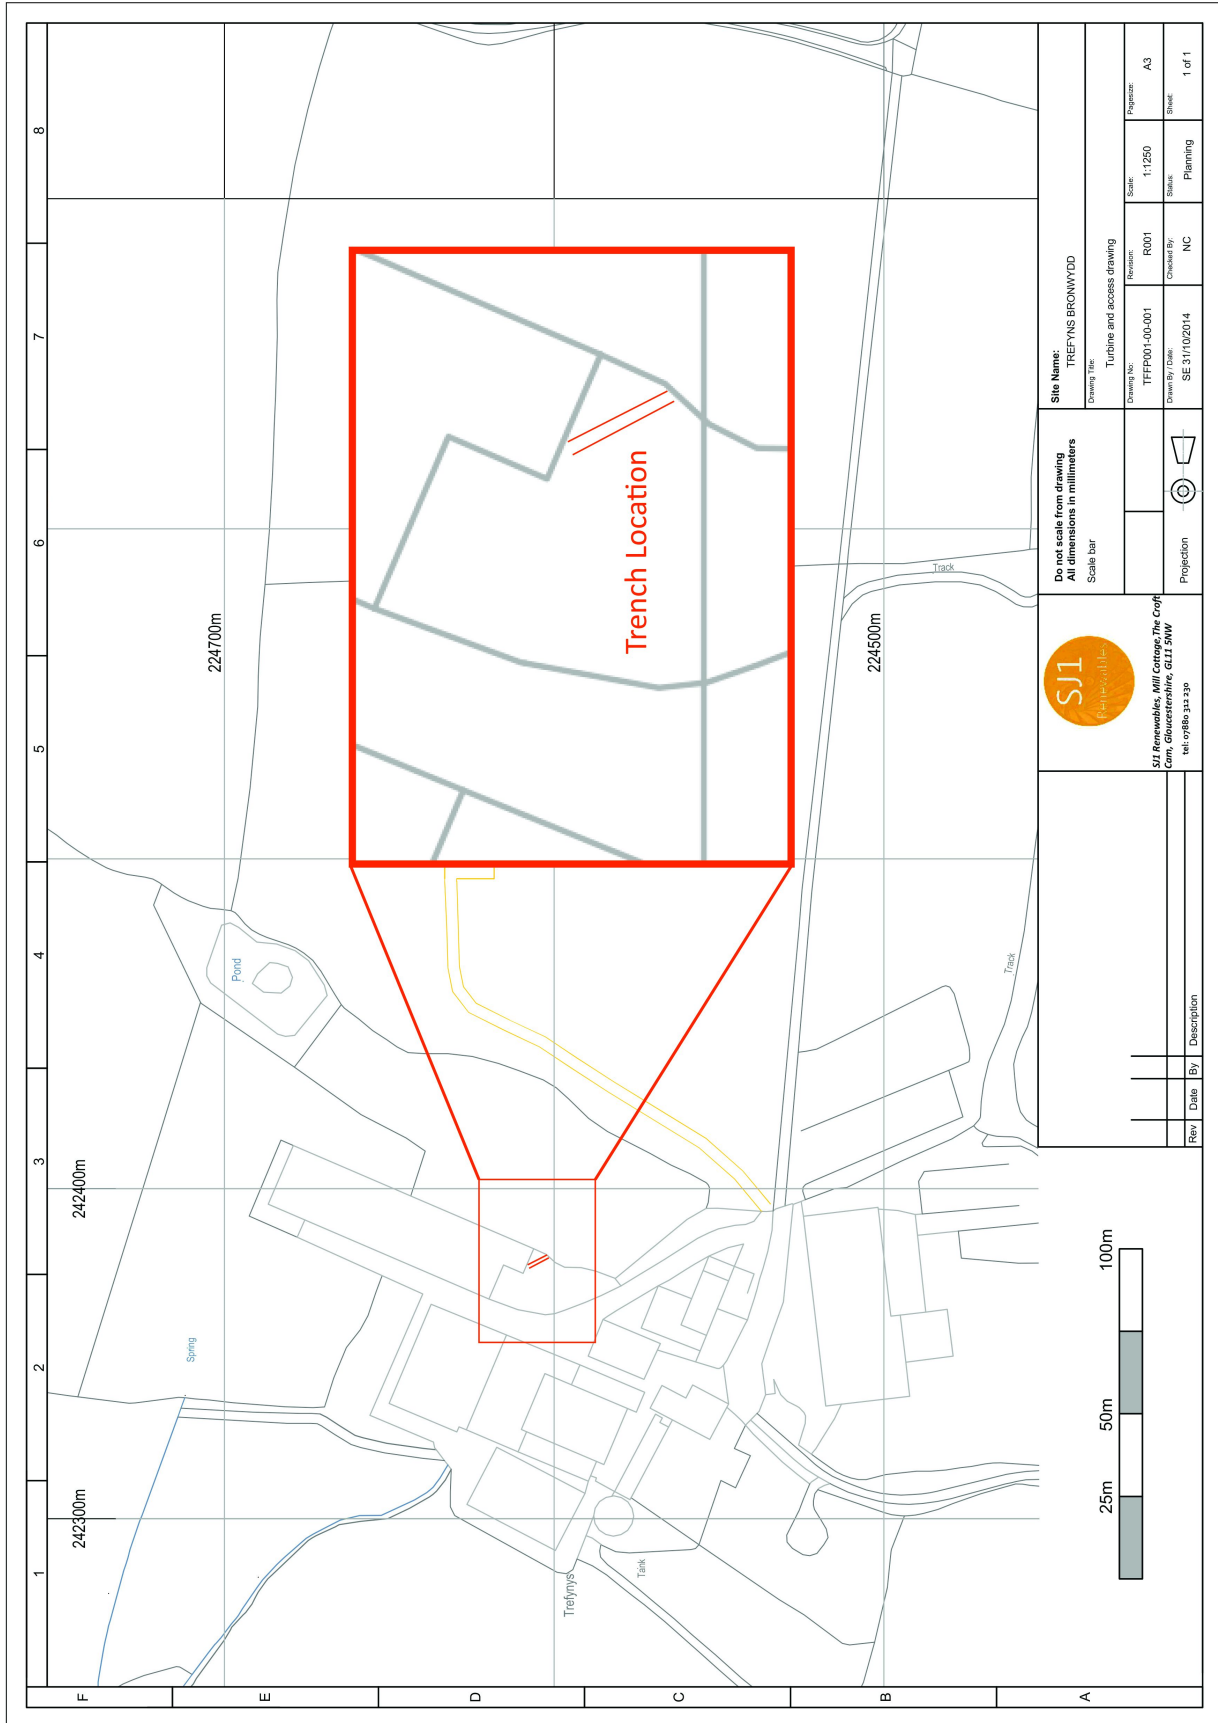 1
2
3
4
5
6
7
8
F
E
D
C
B
A
242300m
242400m
224700m
224500m
Spring
Pond
Trefynys
Tank
Track
Track
Trench Location
25m
50m
100m
Rev
Date
By
Description
SJ1
Renewables
SJ1 Renewables, Mill Cottage,The Croft
Cam, Gloucestershire, GL11 5NW
tel: 07880 312 230
Do not scale from drawing
All dimensions in millimeters
Scale bar
Projection
Site Name:
TREFYNS BRONWYDD
Drawing Title:
Turbine and access drawing
Drawing No:
TFFP001-00-001
Revision:
R001
Scale:
1:1250
Pagesize:
A3
Drawn By / Date:
SE 31/10/2014
Checked By:
NC
Status:
Planning
Sheet:
1 of 1